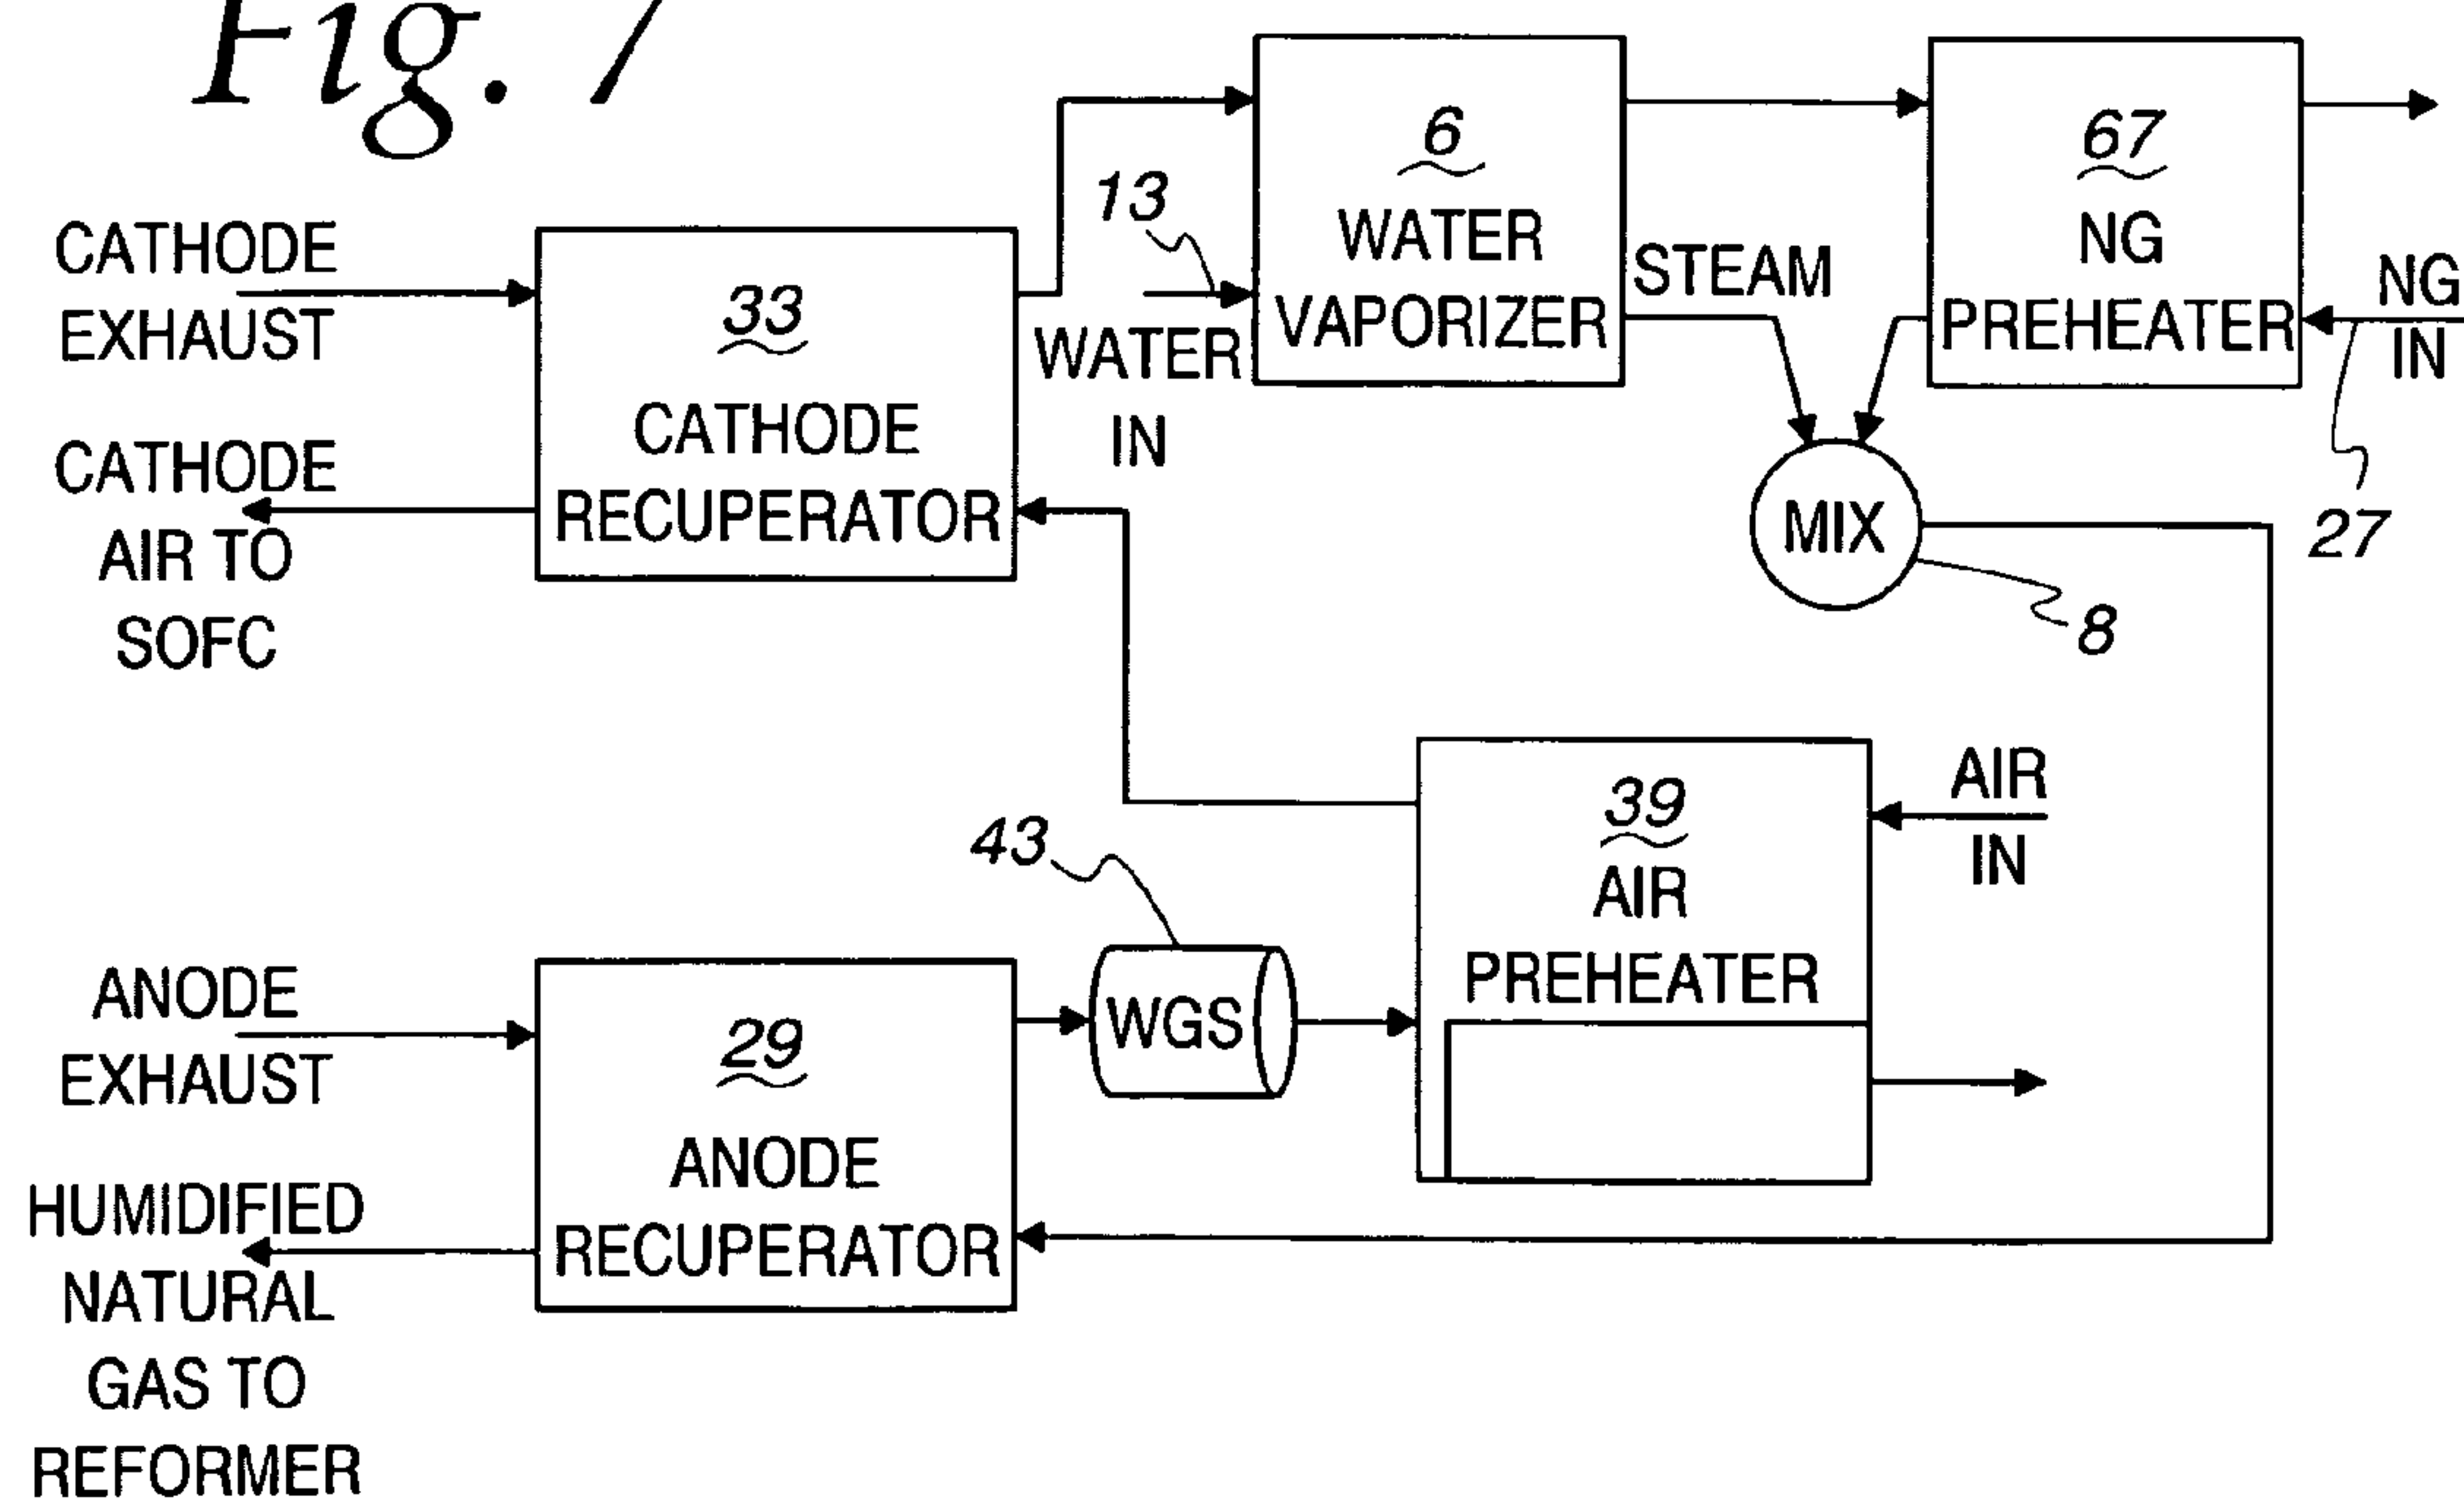 Fig. 7
6
WATER
VAPORIZER
67
NG
PREHEATER
13
WATER
IN
STEAM
NG
IN
27
CATHODE
EXHAUST
33
CATHODE
RECUPERATOR
CATHODE
AIR TO
SOFC
MIX
8
39
AIR
PREHEATER
AIR
IN
43
WGS
ANODE
EXHAUST
29
ANODE
RECUPERATOR
HUMIDIFIED
NATURAL
GAS TO
REFORMER